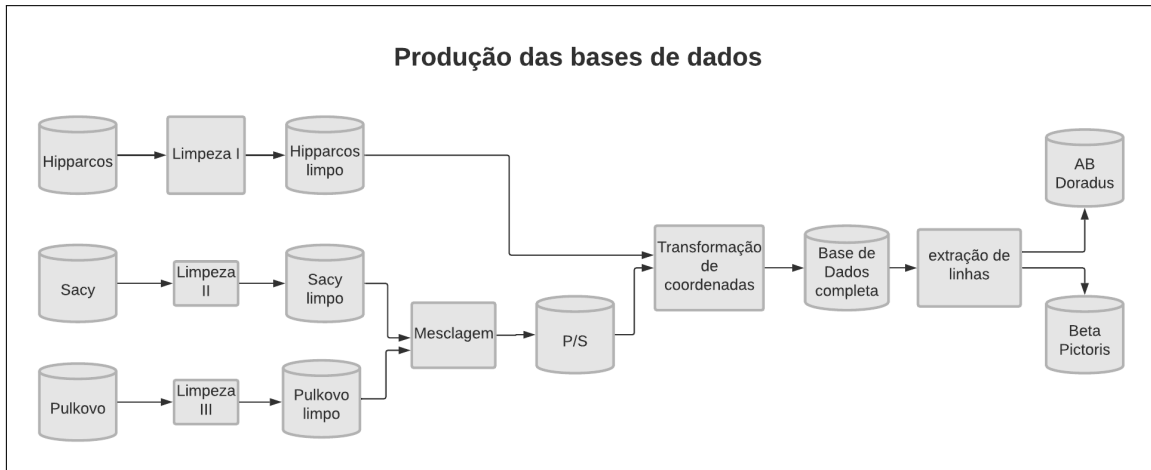 Produção das bases de dados
Hipparcos
Limpeza I
Hipparcos
limpo
Sacy
Limpeza
II
Sacy
limpo
Pulkovo
Limpeza
III
Pulkovo
limpo
Mesclagem
P/S
Transformação
de
coordenadas
Base de
Dados
completa
extração de
linhas
AB
Doradus
Beta
Pictoris